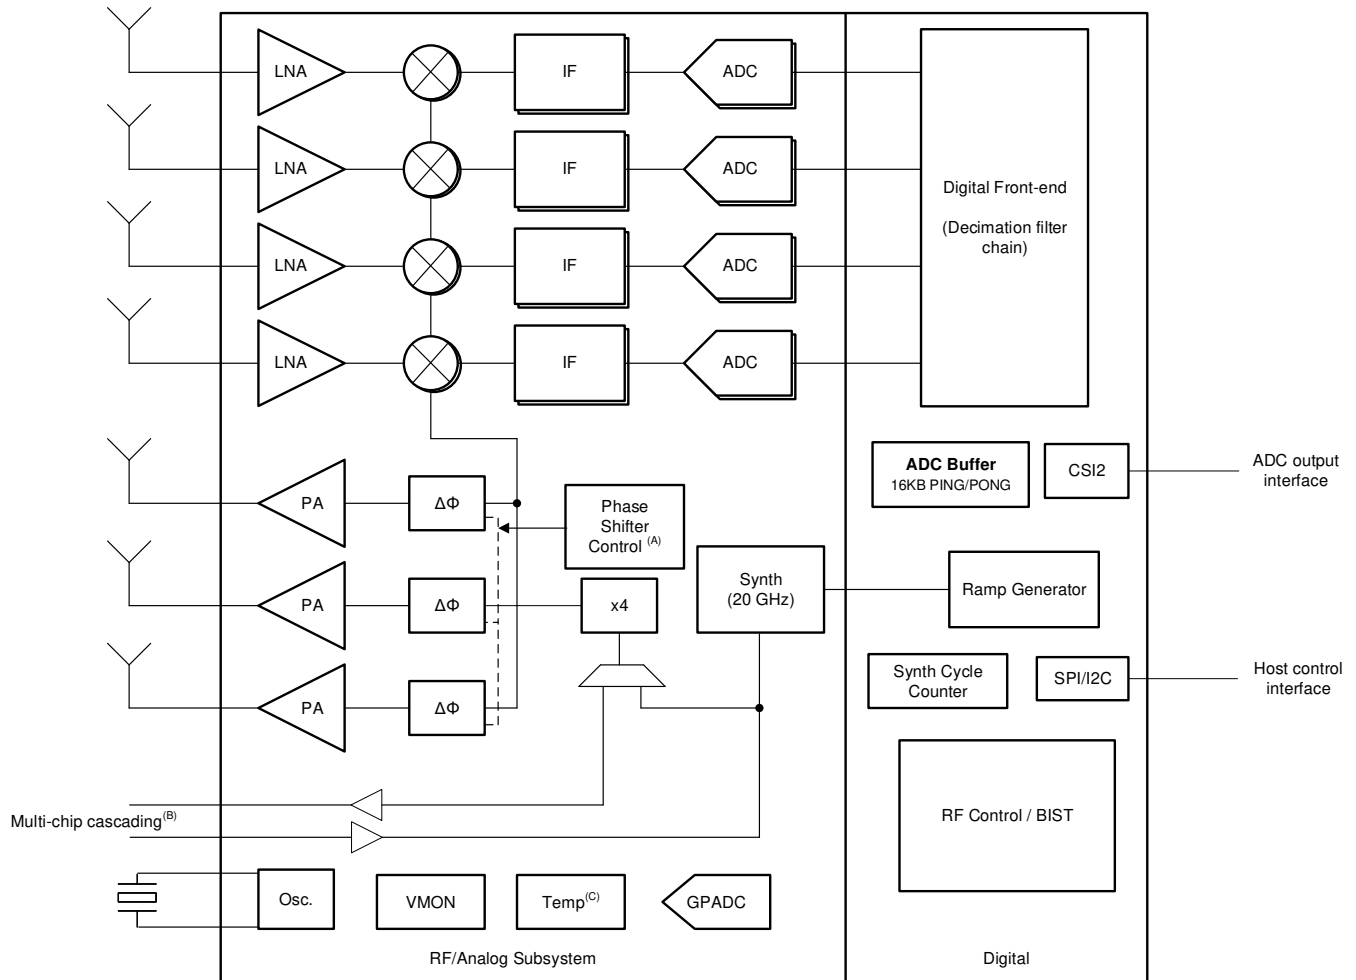 LNA
IF
ADC
LNA
IF
ADC
Digital Front-end
(Decimation filter
chain)
LNA
IF
ADC
LNA
IF
ADC
ADC Buffer
16KB PING/PONG
CSI2
ADC output
interface
PA
ΔΦ
Phase
Shifter
Control (A)
PA
ΔΦ
x4
Synth
(20 GHz)
Ramp Generator
PA
ΔΦ
Synth Cycle
Counter
SPI/I2C
Host control
interface
Multi-chip cascading(B)
RF Control / BIST
Osc.
VMON
Temp(C)
GPADC
RF/Analog Subsystem
Digital